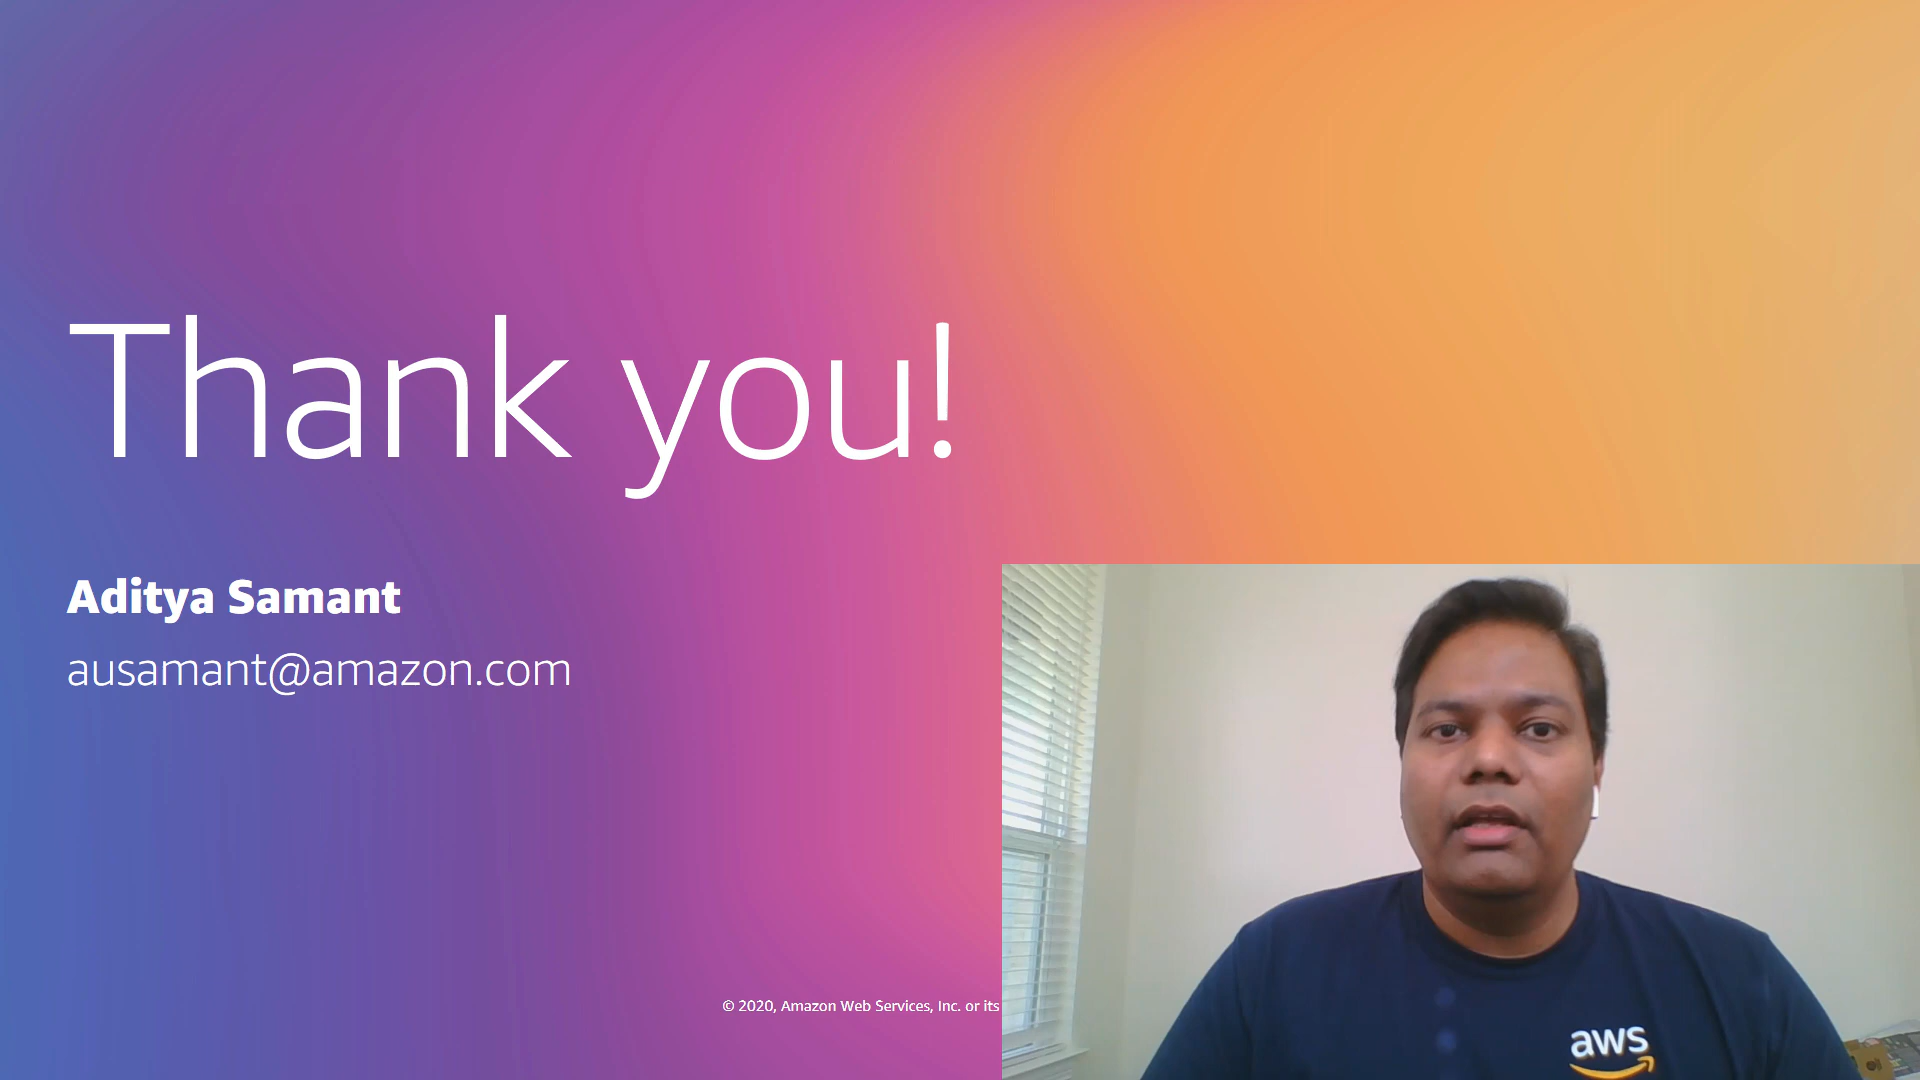 Thank you!
Aditya Samant
ausamant@amazon.com
© 2020, Amazon Web Services, Inc. or its
aws